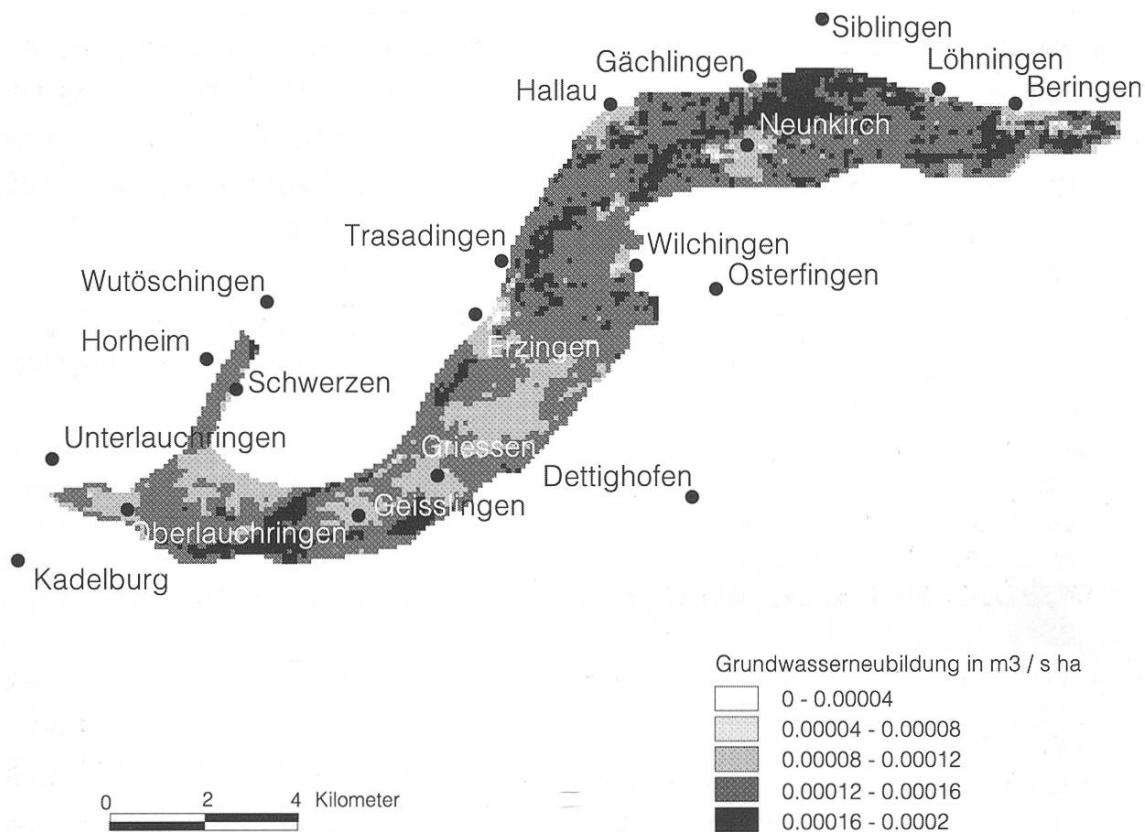 Siblingen
Gächlingen
Löhningen
Hallau
Beringen
Neunkirch
Trasadingen
Wilchingen
Wutöschingen
Osterfingen
Horheim
Erzingen
Schwerzen
Unterlauchringen
Griessen
Dettighofen
Geisslingen
Oberlauchringen
Kadelburg
Grundwasserneubildung in m3 / s ha
0 - 0.00004
0.00004 - 0.00008
0.00008 - 0.00012
0.00012 - 0.00016
0.00016 - 0.0002
0 2 4 Kilometer